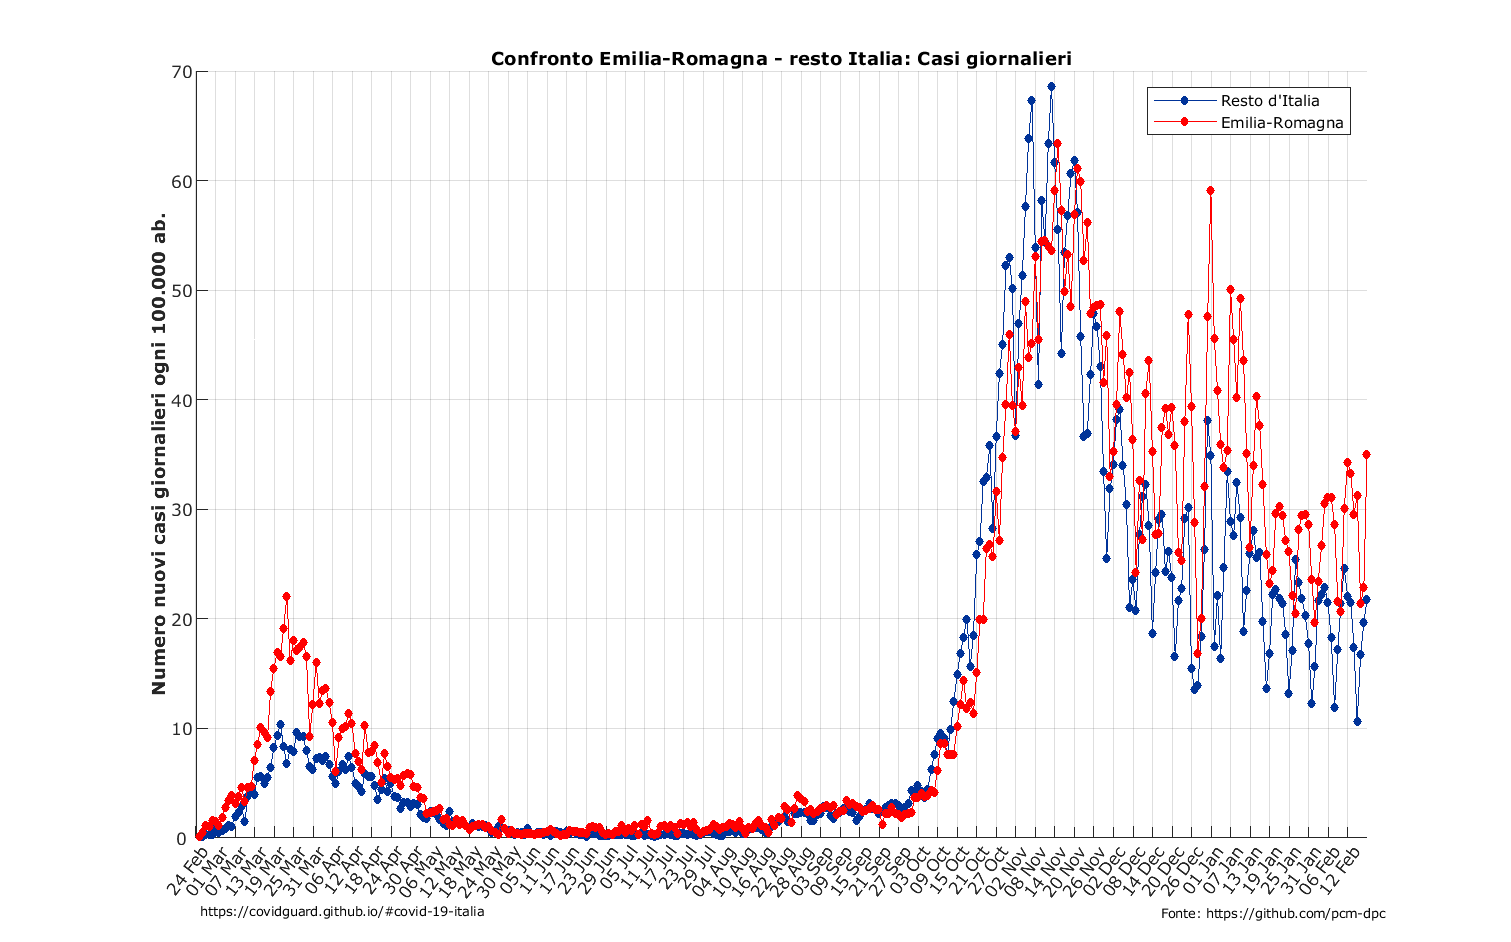 Confronto Emilia-Romagna - resto Italia: Casi giornalieri
Resto d'Italia
Emilia-Romagna
Numero nuovi casi giornalieri ogni 100.000 ab.
70
60
50
40
30
20
10
0
24 Feb
01 Mar
07 Mar
13 Mar
19 Mar
25 Mar
31 Mar
06 Apr
12 Apr
18 Apr
24 Apr
30 Apr
06 May
12 May
18 May
24 May
30 May
05 Jun
11 Jun
17 Jun
23 Jun
29 Jun
05 Jul
11 Jul
17 Jul
23 Jul
29 Jul
04 Aug
10 Aug
16 Aug
22 Aug
28 Aug
03 Sep
09 Sep
15 Sep
21 Sep
27 Sep
03 Oct
09 Oct
15 Oct
21 Oct
27 Oct
02 Nov
08 Nov
14 Nov
20 Nov
26 Nov
02 Dec
08 Dec
14 Dec
20 Dec
26 Dec
01 Jan
07 Jan
13 Jan
19 Jan
25 Jan
31 Jan
06 Feb
12 Feb
https://covidguard.github.io/#covid-19-italia
Fonte: https://github.com/pcm-dpc